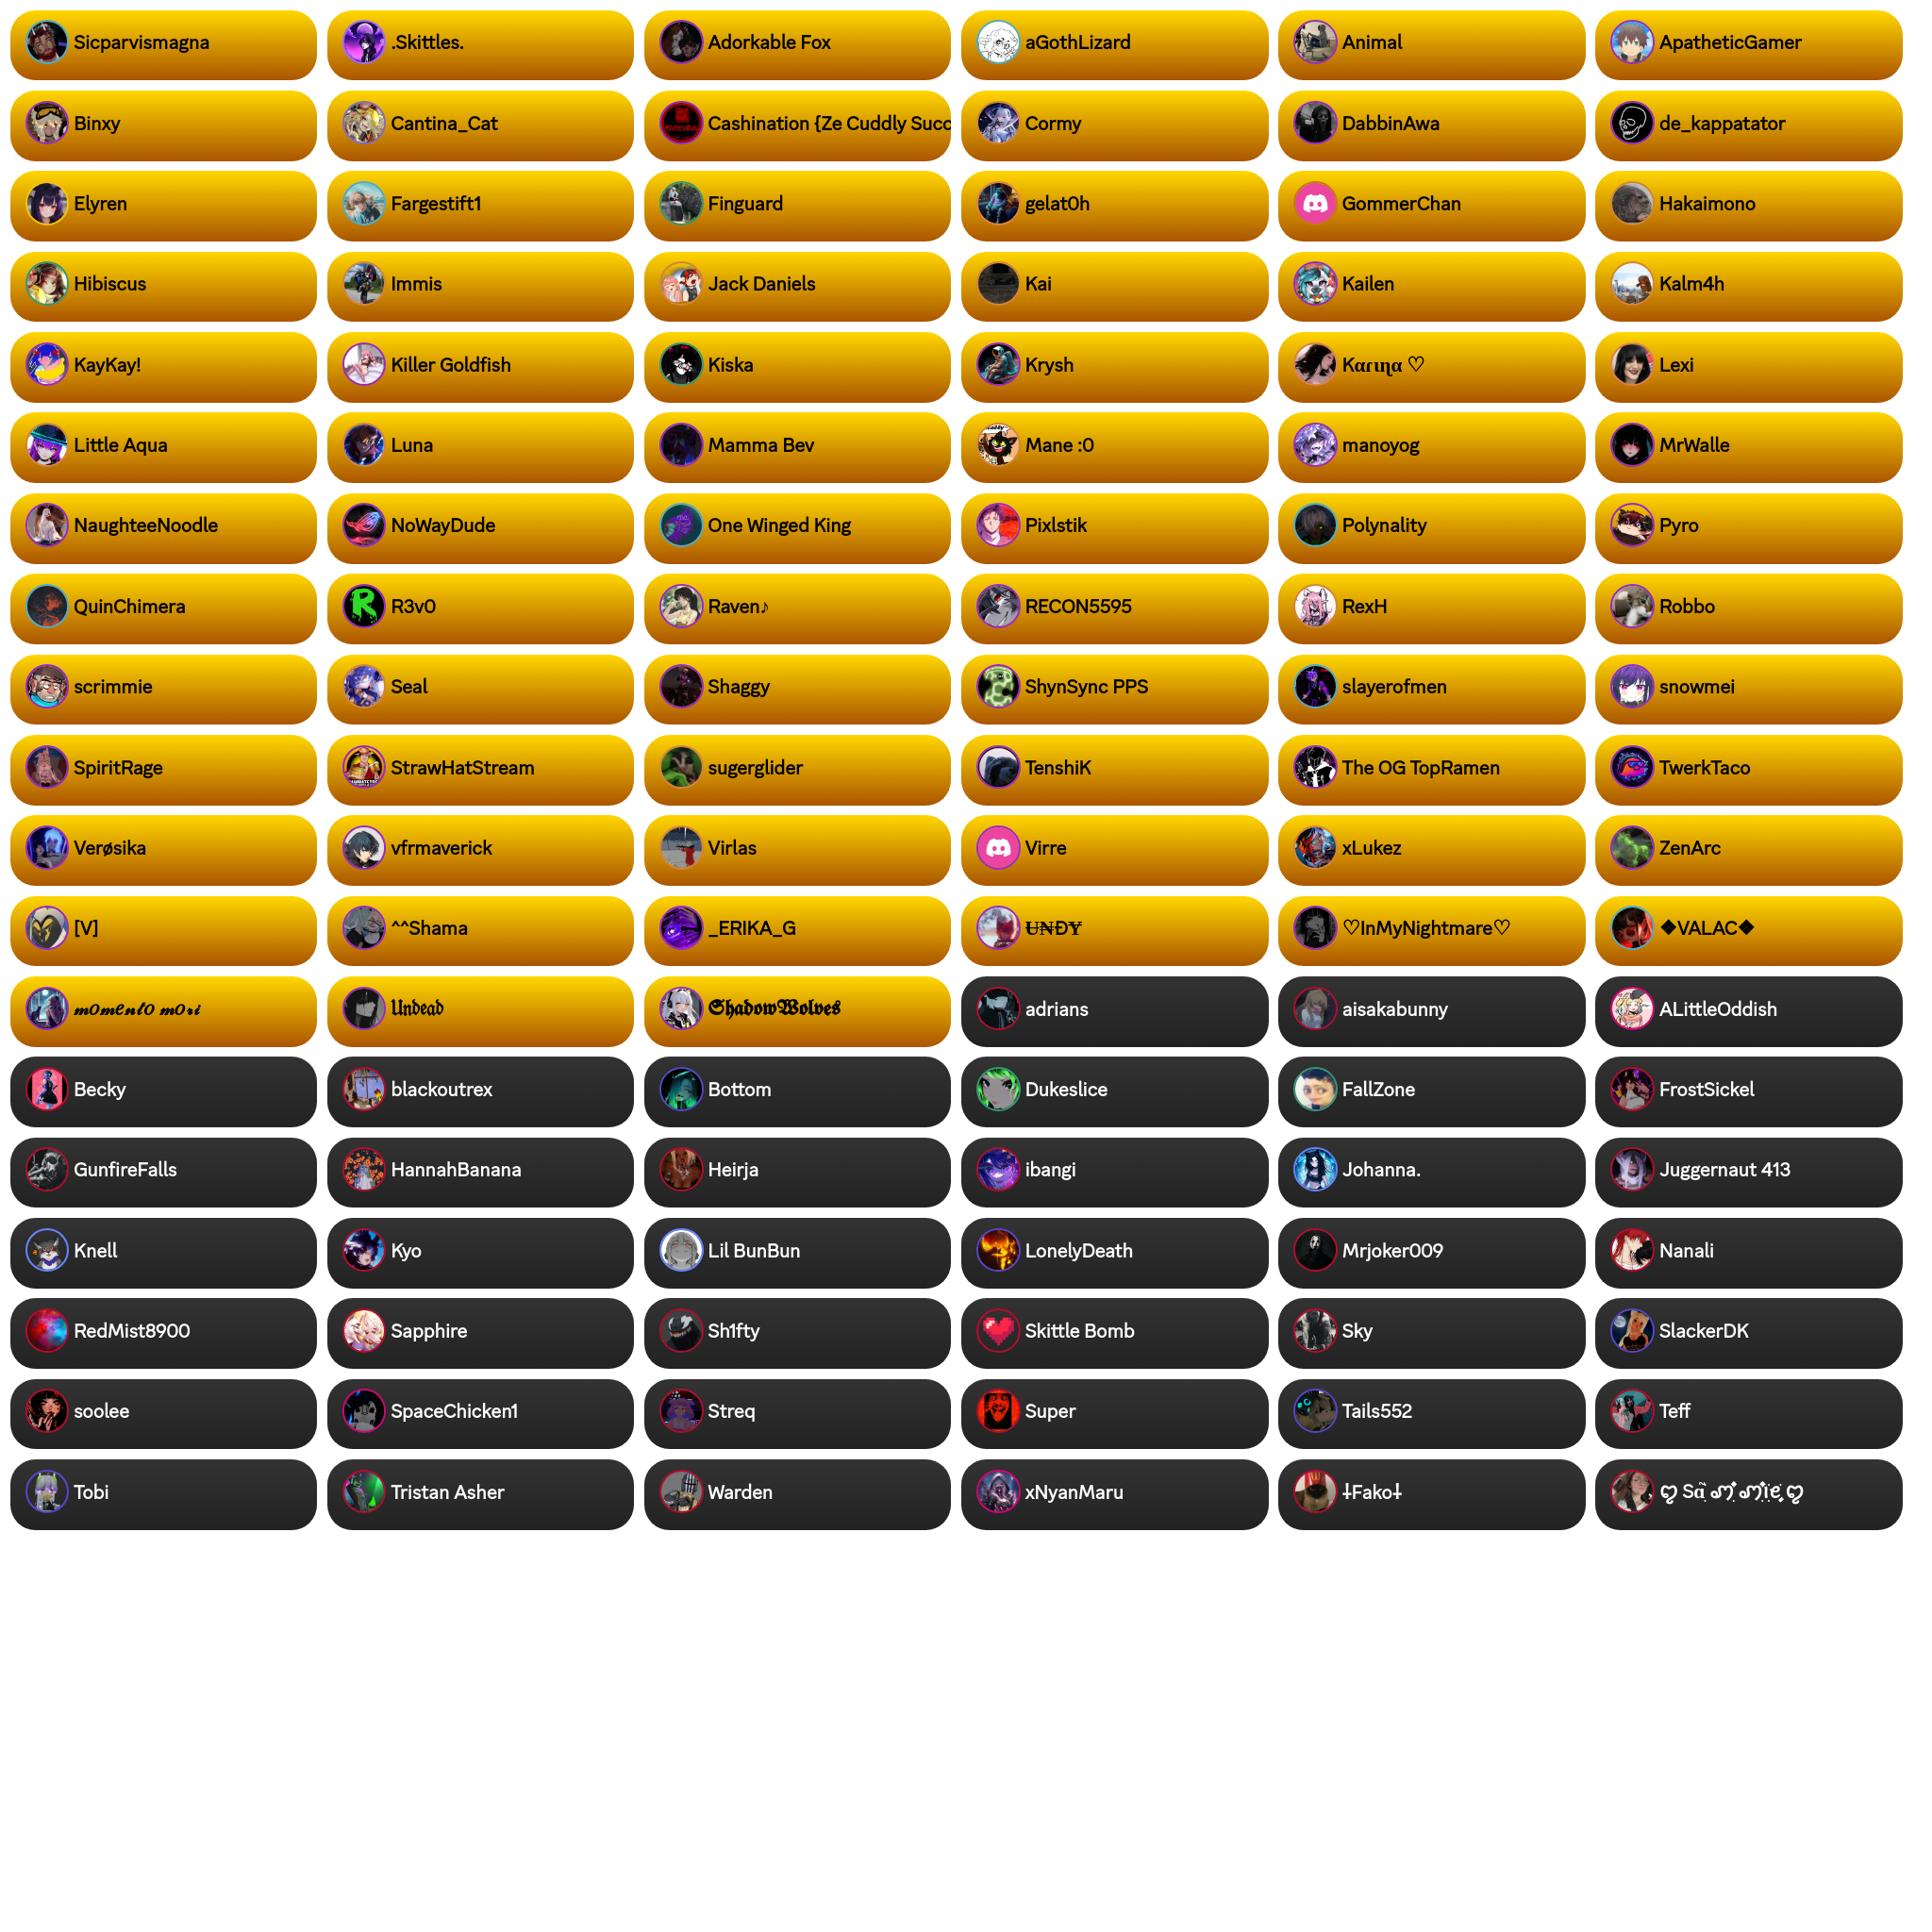 Sicparvismagna
.Skittles.
Adorkable Fox
aGothLizard
Animal
ApatheticGamer
Binxy
Cantina_Cat
Cashination {Ze Cuddly Succ
Cormy
DabbinAwa
de_kappatator
Elyren
Fargestift1
Finguard
gelat0h
GommerChan
Hakaimono
Hibiscus
Immis
Jack Daniels
Kai
Kailen
Kalm4h
KayKay!
Killer Goldfish
Kiska
Krysh
Kαɾιɳα ♡
Lexi
Little Aqua
Luna
Mamma Bev
Mane :0
manoyog
MrWalle
NaughteeNoodle
NoWayDude
One Winged King
Pixlstik
Polynality
Pyro
QuinChimera
R3v0
Raven♪
RECON5595
RexH
Robbo
scrimmie
Seal
Shaggy
ShynSync PPS
slayerofmen
snowmei
SpiritRage
StrawHatStream
sugerglider
TenshiK
The OG TopRamen
TwerkTaco
Verøsika
vfrmaverick
Virlas
Virre
xLukez
ZenArc
[V]
^^Shama
_ERIKA_G
Ʉ₦ĐɎ
♡InMyNightmare♡
❖VALAC❖
𝓶𝓸𝓶𝓮𝓷𝓽𝓸 𝓶𝓸𝓻𝓲
𝔘𝔫𝔡𝔢𝔞𝔡
𝕾𝖍𝖆𝖉𝖔𝖜𝖂𝖔𝖑𝖛𝖊𝖘
adrians
aisakabunny
ALittleOddish
Becky
blackoutrex
Bottom
Dukeslice
FallZone
FrostSickel
GunfireFalls
HannahBanana
Heirja
ibangi
Johanna.
Juggernaut 413
Knell
Kyo
Lil BunBun
LonelyDeath
Mrjoker009
Nanali
RedMist8900
Sapphire
Sh1fty
Skittle Bomb
Sky
SlackerDK
soolee
SpaceChicken1
Streq
Super
Tails552
Teff
Tobi
Tristan Asher
Warden
xNyanMaru
⸸Fako⸸